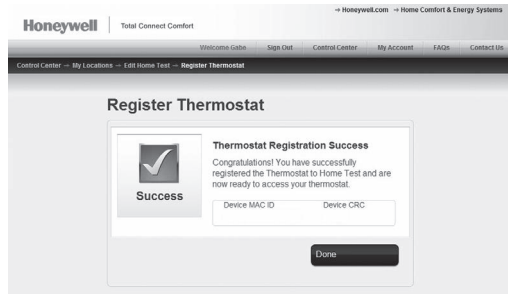 → Honeywell.com → Home Comfort & Energy Systems
Honeywell Total Connect Comfort
Welcome Gabe Sign Out Control Center My Account FAQs Contact Us
Control Center → My Locations → Edit Home Test → Register Thermostat
Register Thermostat
Thermostat Registration Success
Congratulations! You have successfully
registered the Thermostat to Home Test and are
now ready to access your thermostat.
Success
Device MAC ID Device CRC
Done